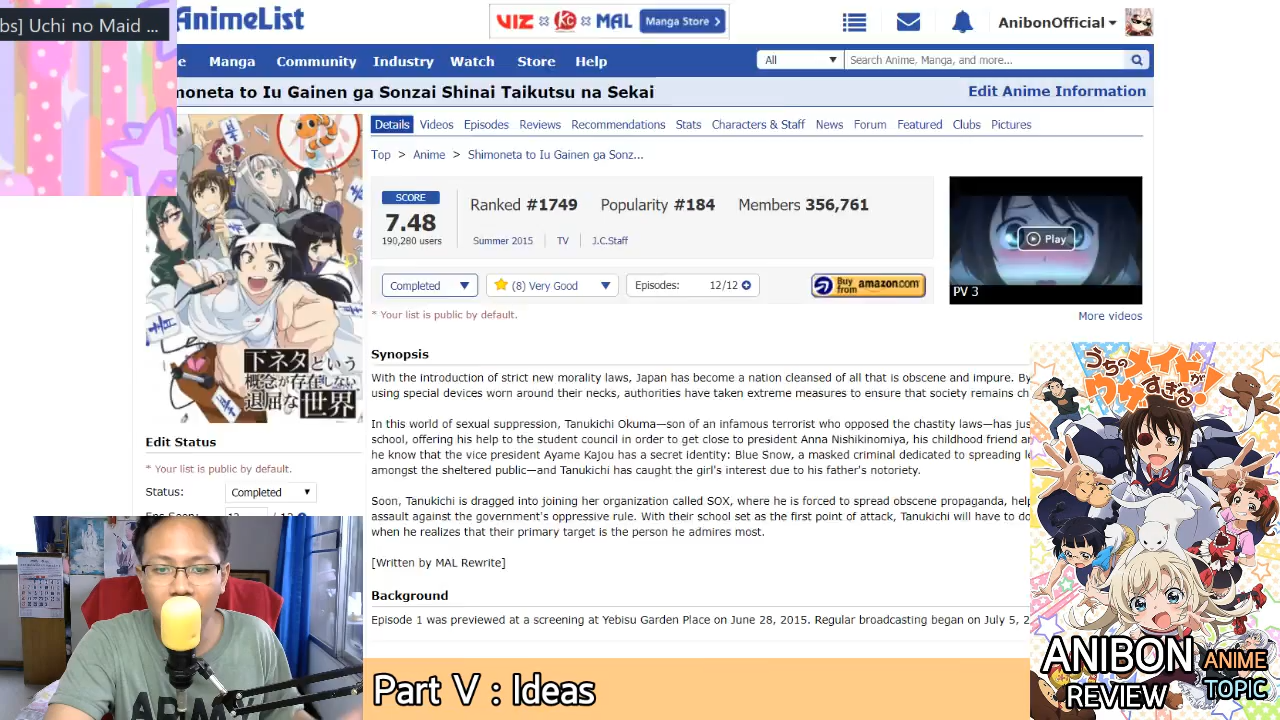 bs] Uchi no Maid ...
AnimeList
VIZ × KC × MAL Manga Store >
AnibonOfficial
e Manga Community Industry Watch Store Help
All
Search Anime, Manga, and more...
moneta to Iu Gainen ga Sonzai Shinai Taikutsu na Sekai
Edit Anime Information
Details Videos Episodes Reviews Recommendations Stats Characters & Staff News Forum Featured Clubs Pictures
Top > Anime > Shimoneta to Iu Gainen ga Sonz...
SCORE
7.48
190,280 users
Ranked #1749 Popularity #184 Members 356,761
Summer 2015 TV J.C.Staff
Completed
(8) Very Good
Episodes: 12/12
Buy from amazon.com
* Your list is public by default.
Play
PV 3
More videos
下ネタという
概念が存在しない
退屈な世界
Synopsis
With the introduction of strict new morality laws, Japan has become a nation cleansed of all that is obscene and impure. By
using special devices worn around their necks, authorities have taken extreme measures to ensure that society remains ch
In this world of sexual suppression, Tanukichi Okuma—son of an infamous terrorist who opposed the chastity laws—has jus
school, offering his help to the student council in order to get close to president Anna Nishikinomiya, his childhood friend a
he know that the vice president Ayame Kajou has a secret identity: Blue Snow, a masked criminal dedicated to spreading l
amongst the sheltered public—and Tanukichi has caught the girl's interest due to his father's notoriety.
Soon, Tanukichi is dragged into joining her organization called SOX, where he is forced to spread obscene propaganda, hel
assault against the government's oppressive rule. With their school set as the first point of attack, Tanukichi will have to do
when he realizes that their primary target is the person he admires most.
[Written by MAL Rewrite]
Background
Episode 1 was previewed at a screening at Yebisu Garden Place on June 28, 2015. Regular broadcasting began on July 5, 2
Edit Status
* Your list is public by default.
Status: Completed
うちのメイドが
ウザすぎる!
ARMY
ANIBON
REVIEW
ANIME
TOPIC
Part V : Ideas